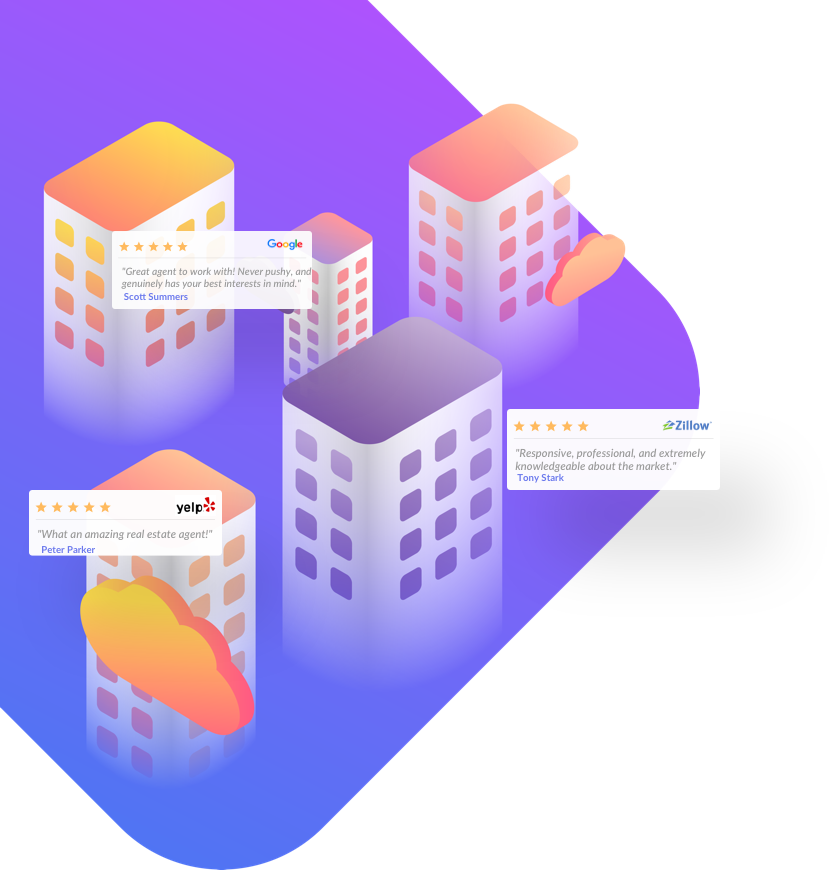 Google
"Great agent to work with! Never pushy, and
genuinely has your best interests in mind."
Scott Summers
Zillow
"Responsive, professional, and extremely
knowledgeable about the market."
Tony Stark
yelp
"What an amazing real estate agent!"
Peter Parker